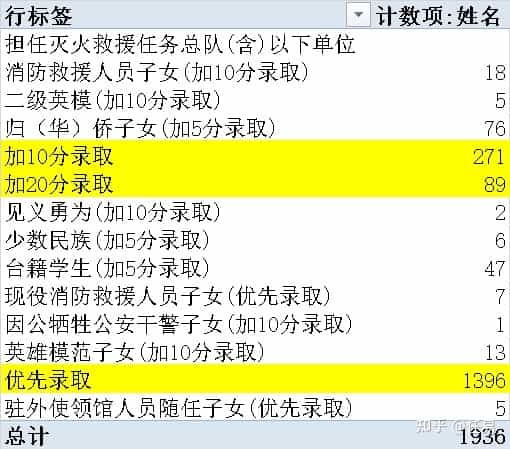 行标签 计数项:姓名
担任灭火救援任务总队(含)以下单位
消防救援人员子女(加10分录取) 18
二级英模(加10分录取) 5
归（华）侨子女(加5分录取) 76
加10分录取 271
加20分录取 89
见义勇为(加10分录取) 2
少数民族(加5分录取) 6
台籍学生(加5分录取) 47
现役消防救援人员子女(优先录取) 7
因公牺牲公安干警子女(加10分录取) 1
英雄模范子女(加10分录取) 13
优先录取 1396
驻外使领馆人员随任子女(优先录取) 5
总计 1936
知乎